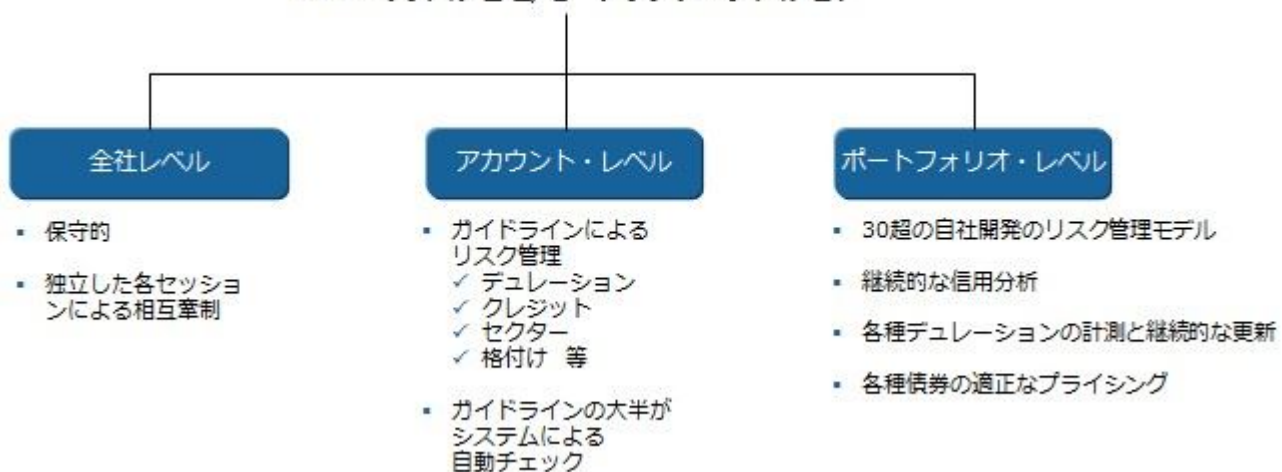 全社レベル
保守的
独立した各セッショ
ンによる相互牽制
アカウント・レベル
ガイドラインによる
リスク管理
✓ デュレーション
✓ クレジット
✓ セクター
✓ 格付け 等
ガイドラインの大半が
システムによる
自動チェック
ポートフォリオ・レベル
30超の自社開発のリスク管理モデル
継続的な信用分析
各種デュレーションの計測と継続的な更新
各種債券の適正なプライシング